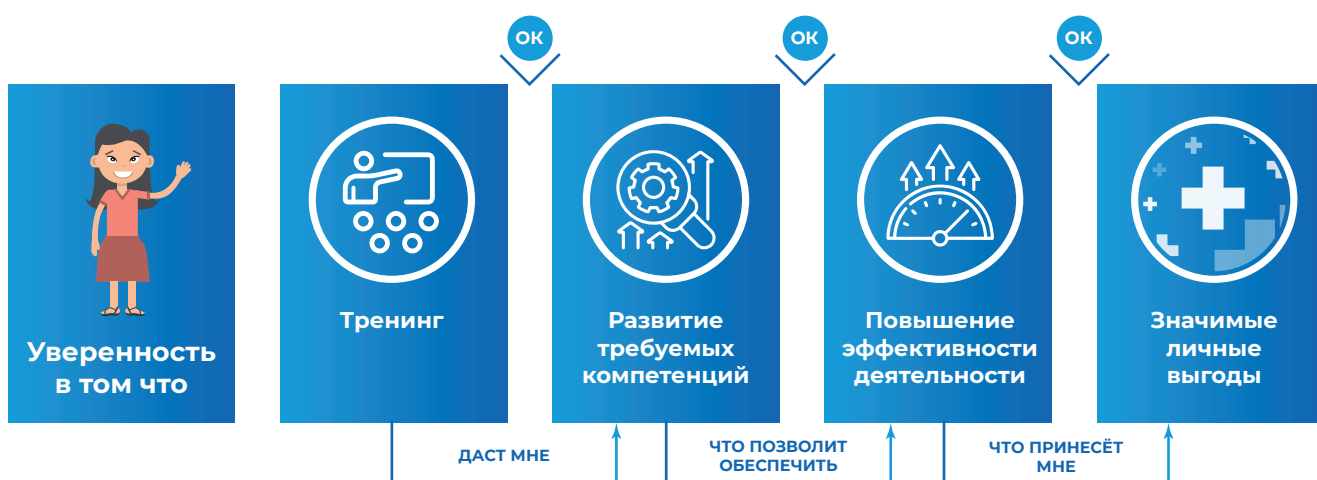 ОК
ОК
ОК
Уверенность
в том что
Тренинг
Развитие
требуемых
компетенций
Повышение
эффективности
деятельности
Значимые
личные
выгоды
ДАСТ МНЕ
ЧТО ПОЗВОЛИТ
ОБЕСПЕЧИТЬ
ЧТО ПРИНЕСЁТ
МНЕ